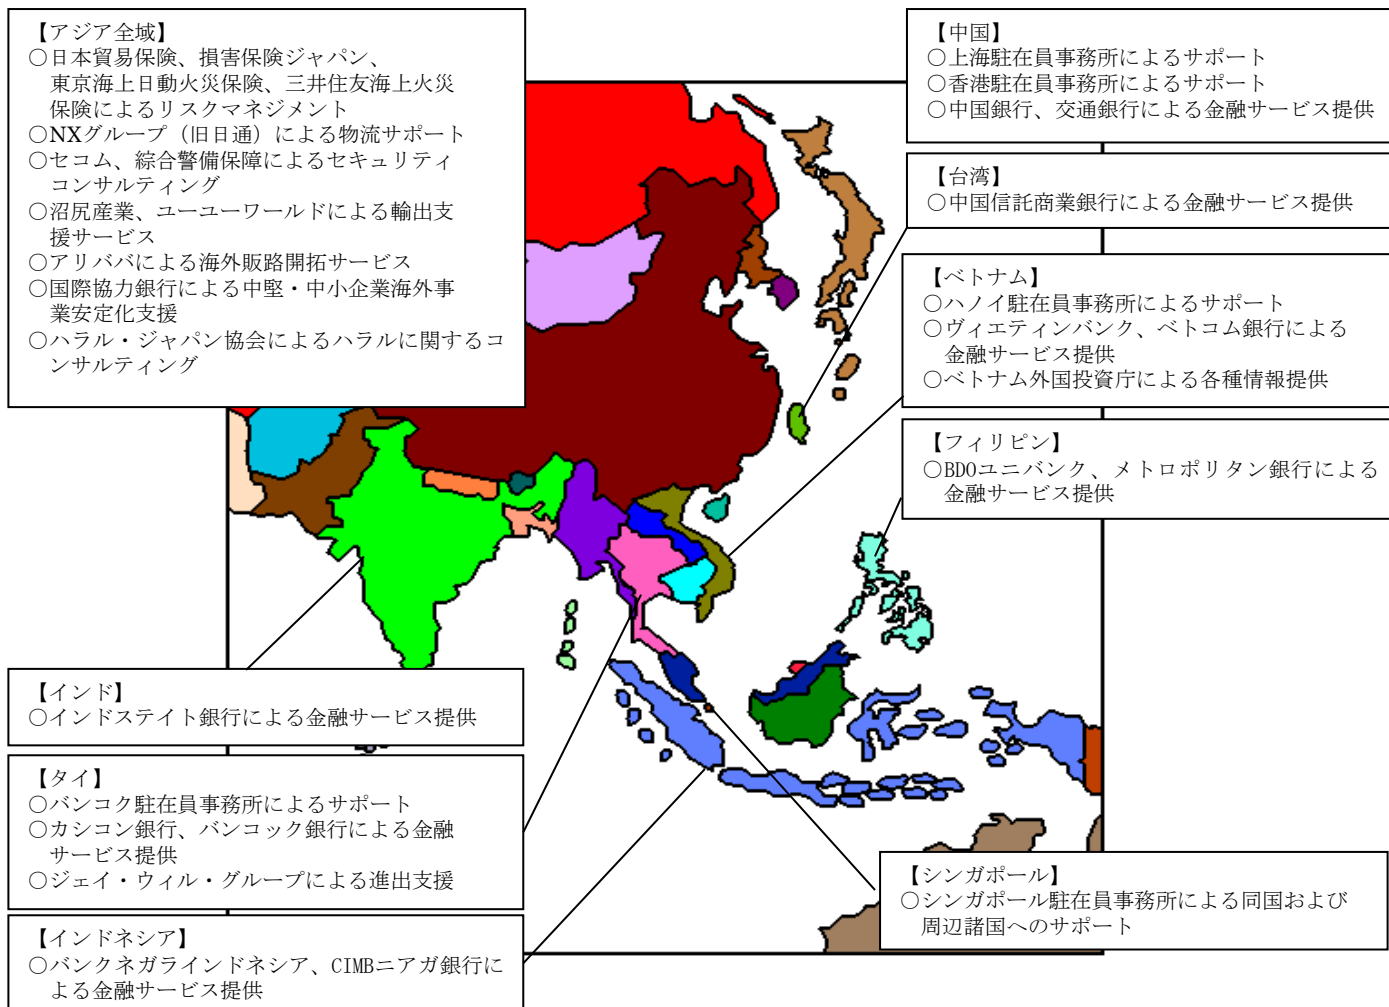 【アジア全域】
○日本貿易保険、損害保険ジャパン、
東京海上日動火災保険、三井住友海上火災
保険によるリスクマネジメント
○NXグループ（旧日通）による物流サポート
○セコム、綜合警備保障によるセキュリティ
コンサルティング
○沼尻産業、ユーユーワールドによる輸出支
援サービス
○アリババによる海外販路開拓サービス
○国際協力銀行による中堅・中小企業海外事
業安定化支援
○ハラル・ジャパン協会によるハラルに関するコ
ンサルティング
【中国】
○上海駐在員事務所によるサポート
○香港駐在員事務所によるサポート
○中国銀行、交通銀行による金融サービス提供
【台湾】
○中国信託商業銀行による金融サービス提供
【ベトナム】
○ハノイ駐在員事務所によるサポート
○ヴィエティンバンク、ベトコム銀行による
金融サービス提供
○ベトナム外国投資庁による各種情報提供
【フィリピン】
○BDOユニバンク、メトロポリタン銀行による
金融サービス提供
【インド】
○インドステイト銀行による金融サービス提供
【タイ】
○バンコク駐在員事務所によるサポート
○カシコン銀行、バンコック銀行による金融
サービス提供
○ジェイ・ウィル・グループによる進出支援
【インドネシア】
○バンクネガラインドネシア、CIMBニアガ銀行に
よる金融サービス提供
【シンガポール】
○シンガポール駐在員事務所による同国および
周辺諸国へのサポート